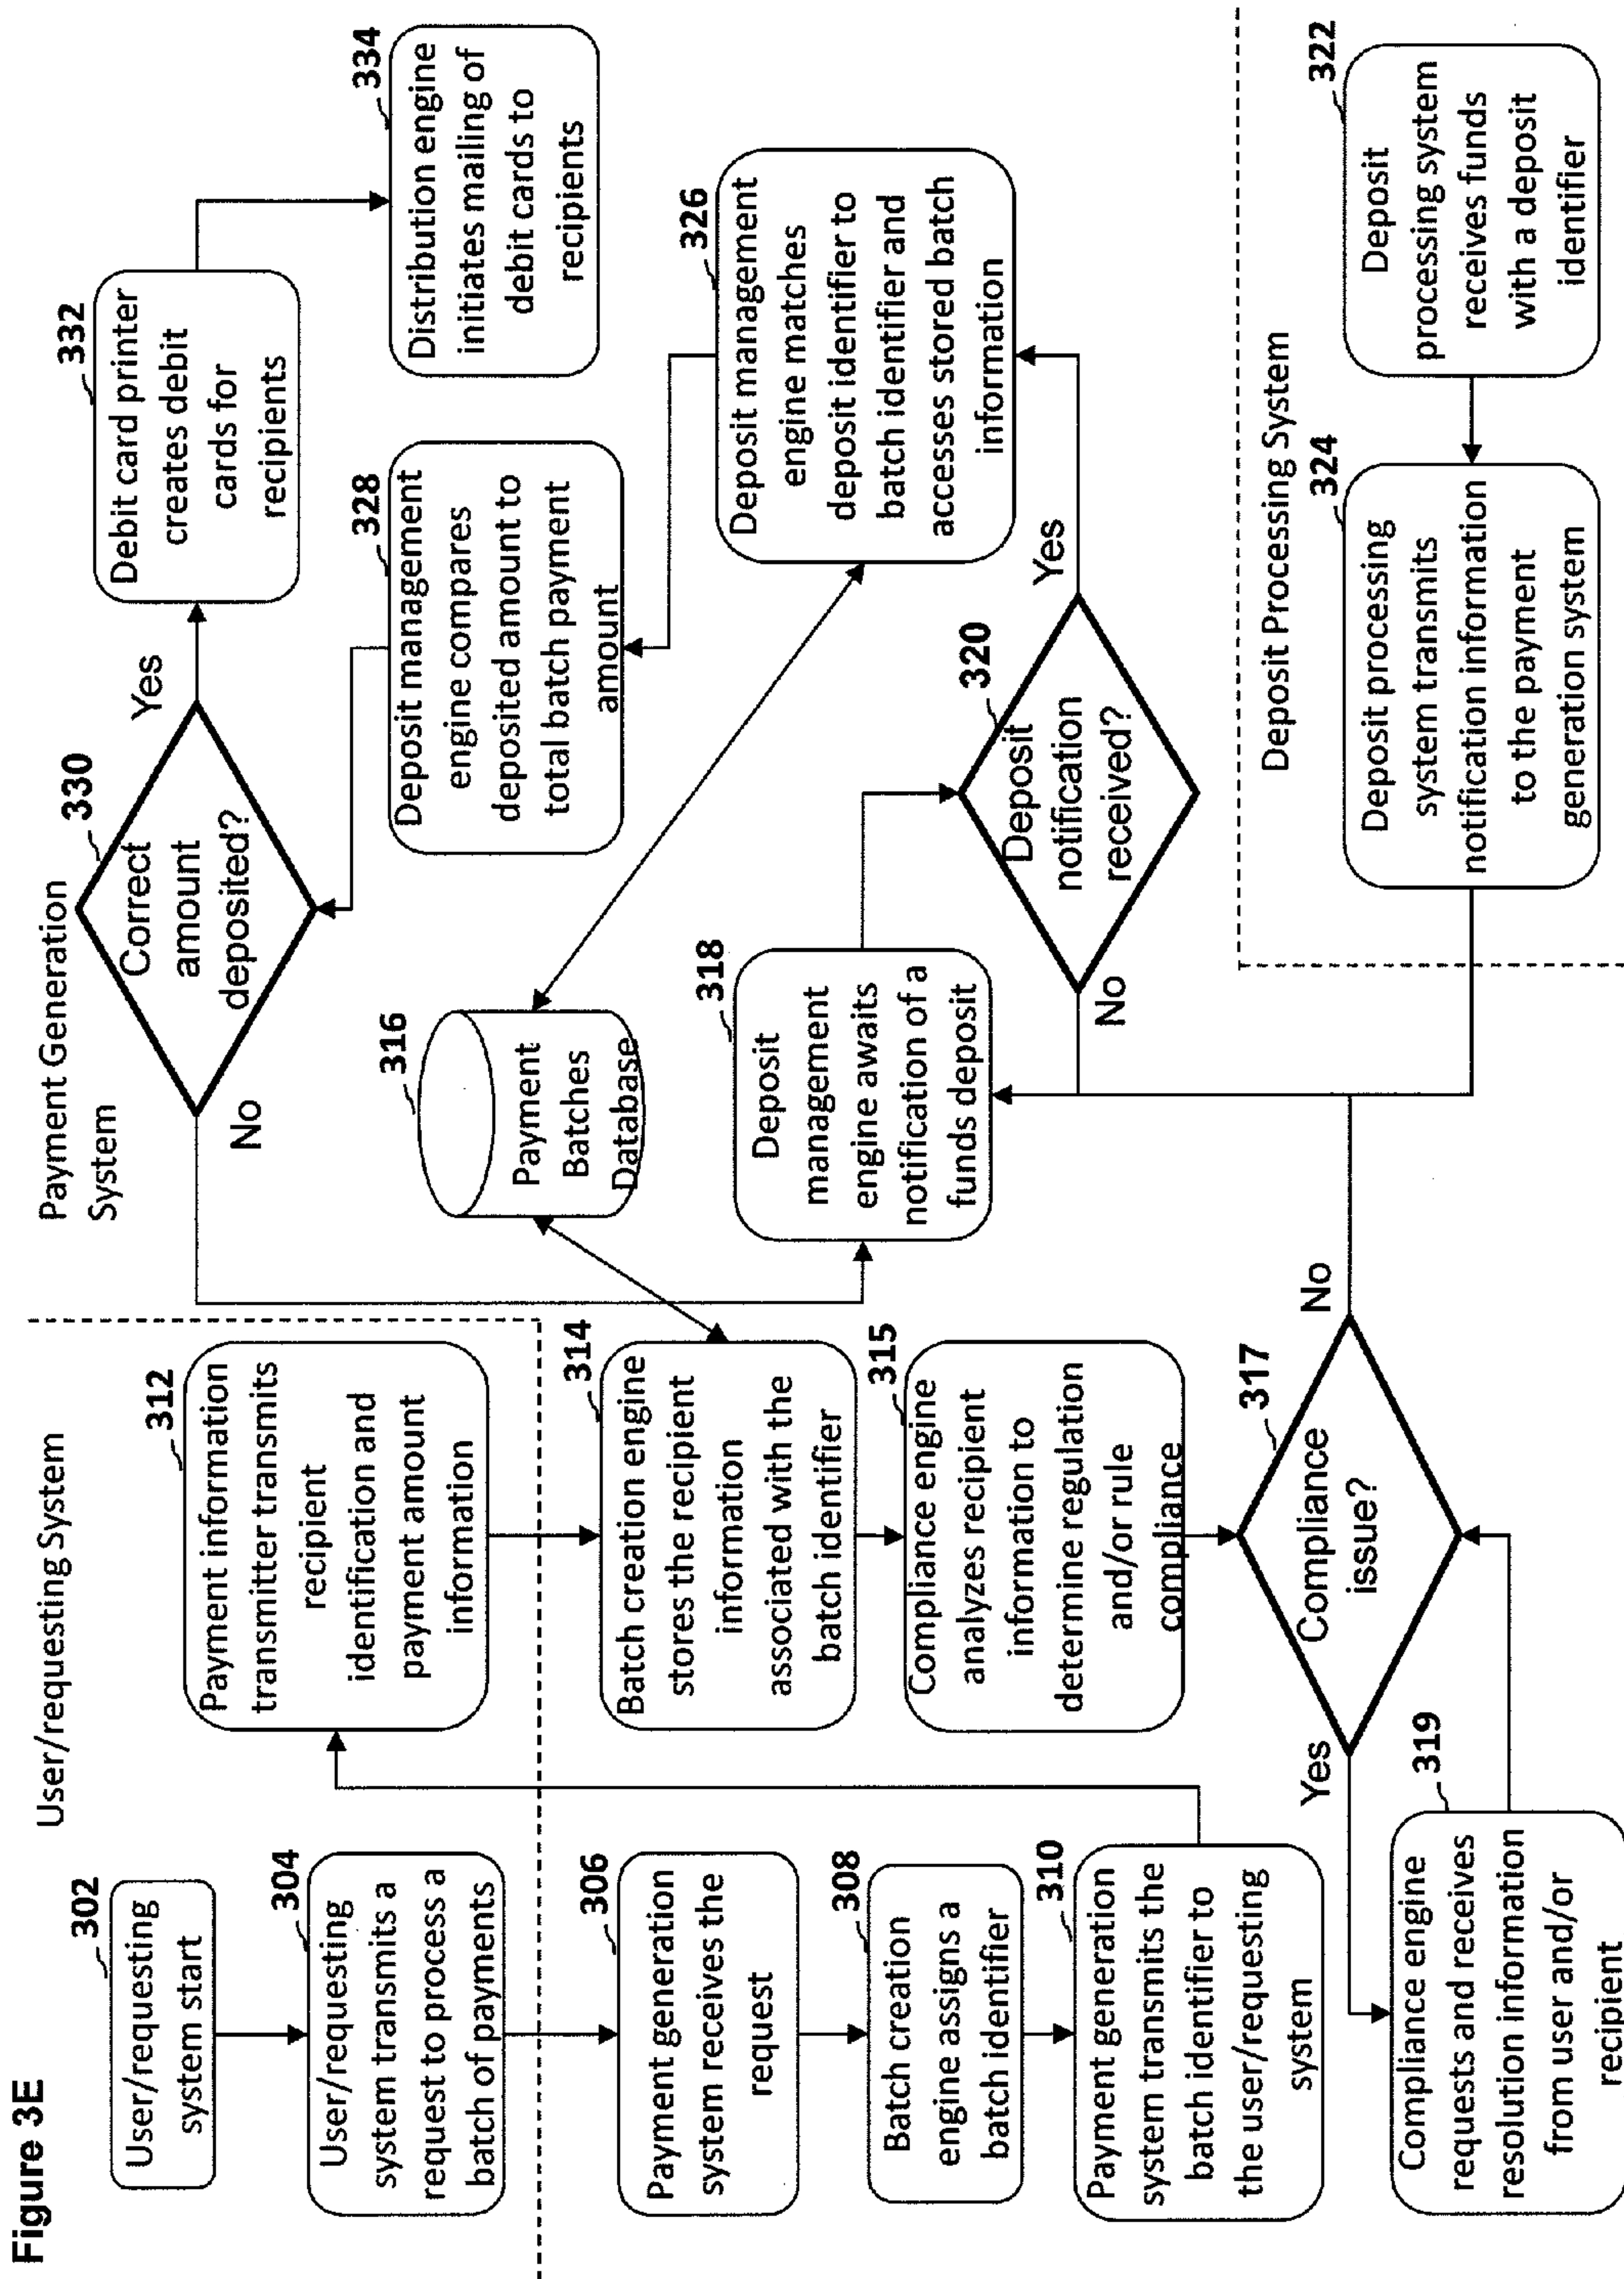 Figure 3E
User/requesting System
302
User/requesting
system start
304
User/requesting
system transmits a
request to process a
batch of payments
306
Payment generation
system receives the
request
308
Batch creation
engine assigns a
batch identifier
310
Payment generation
system transmits the
batch identifier to
the user/requesting
system
312
Payment information
transmitter transmits
recipient
identification and
payment amount
information
314
Batch creation engine
stores the recipient
information
associated with the
batch identifier
315
Compliance engine
analyzes recipient
information to
determine regulation
and/or rule
compliance
317
Compliance
issue?
Yes
No
319
Compliance engine
requests and receives
resolution information
from user and/or
recipient
Payment Generation
System
316
Payment
Batches
Database
318
Deposit
management
engine awaits
notification of a
funds deposit
320
Deposit
notification
received?
No
Yes
Deposit Processing System
322
Deposit
processing system
receives funds
with a deposit
identifier
324
Deposit processing
system transmits
notification information
to the payment
generation system
326
Deposit management
engine matches
deposit identifier to
batch identifier and
accesses stored batch
information
328
Deposit management
engine compares
deposited amount to
total batch payment
amount
330
Correct
amount
deposited?
No
Yes
332
Debit card printer
creates debit
cards for
recipients
334
Distribution engine
initiates mailing of
debit cards to
recipients